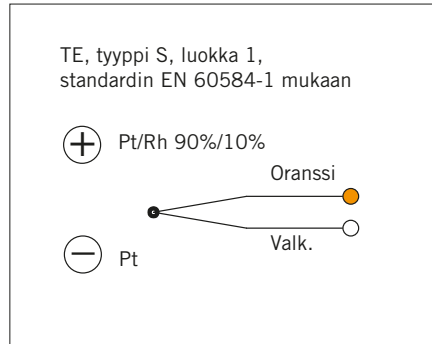 TE, tyyppi S, luokka 1,
standardin EN 60584-1 mukaan
Pt/Rh 90%/10%
Oranssi
Valk.
Pt